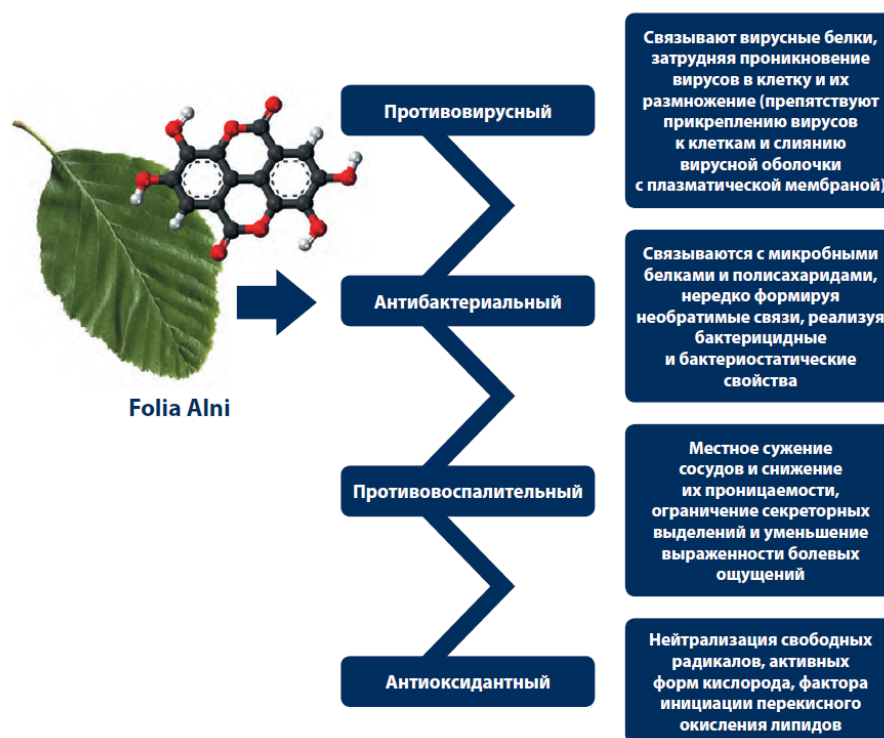 Folia Alni
Противовирусный
Связывают вирусные белки,
затрудняя проникновение
вирусов в клетку и их
размножение (препятствуют
прикреплению вирусов
к клеткам и слиянию
вирусной оболочки
с плазматической мембраной)
Антибактериальный
Связываются с микробными
белками и полисахаридами,
нередко формируя
необратимые связи, реализуя
бактерицидные
и бактериостатические
свойства
Противовоспалительный
Местное сужение
сосудов и снижение
их проницаемости,
ограничение секреторных
выделений и уменьшение
выраженности болевых
ощущений
Антиоксидантный
Нейтрализация свободных
радикалов, активных
форм кислорода, фактора
инициации перекисного
окисления липидов